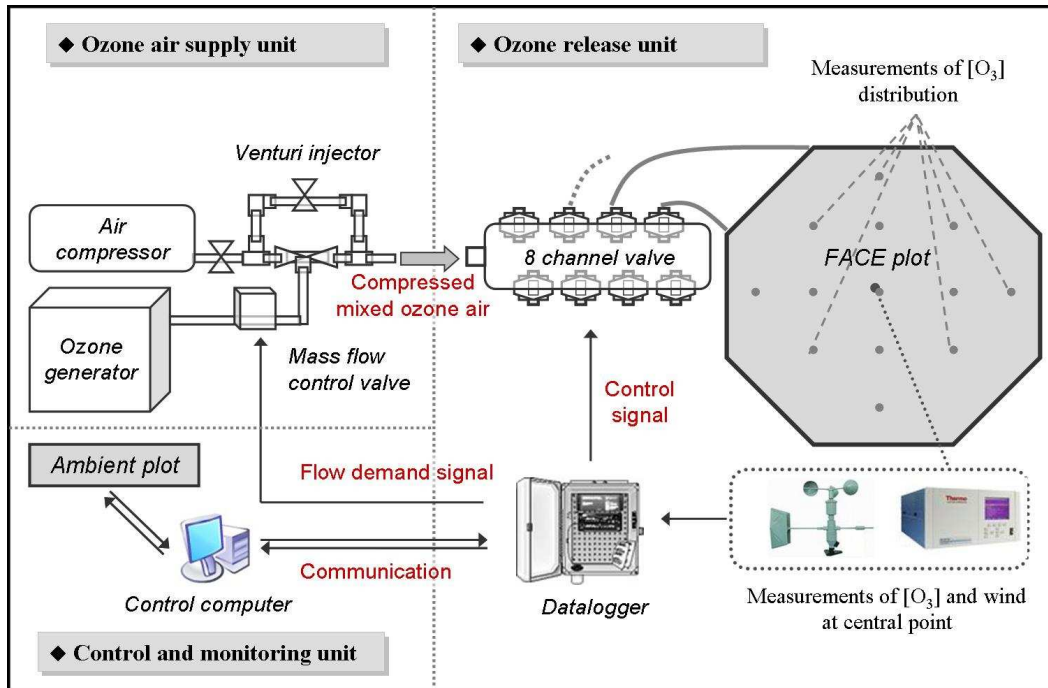 ◆ Ozone air supply unit
◆ Ozone release unit
Measurements of [O₃]
distribution
Venturi injector
Air
compressor
8 channel valve
FACE plot
Compressed
mixed ozone air
Ozone
generator
Mass flow
control valve
Control
signal
Ambient plot
Flow demand signal
Thermo
Communication
Control computer
Datalogger
Measurements of [O₃] and wind
at central point
◆ Control and monitoring unit